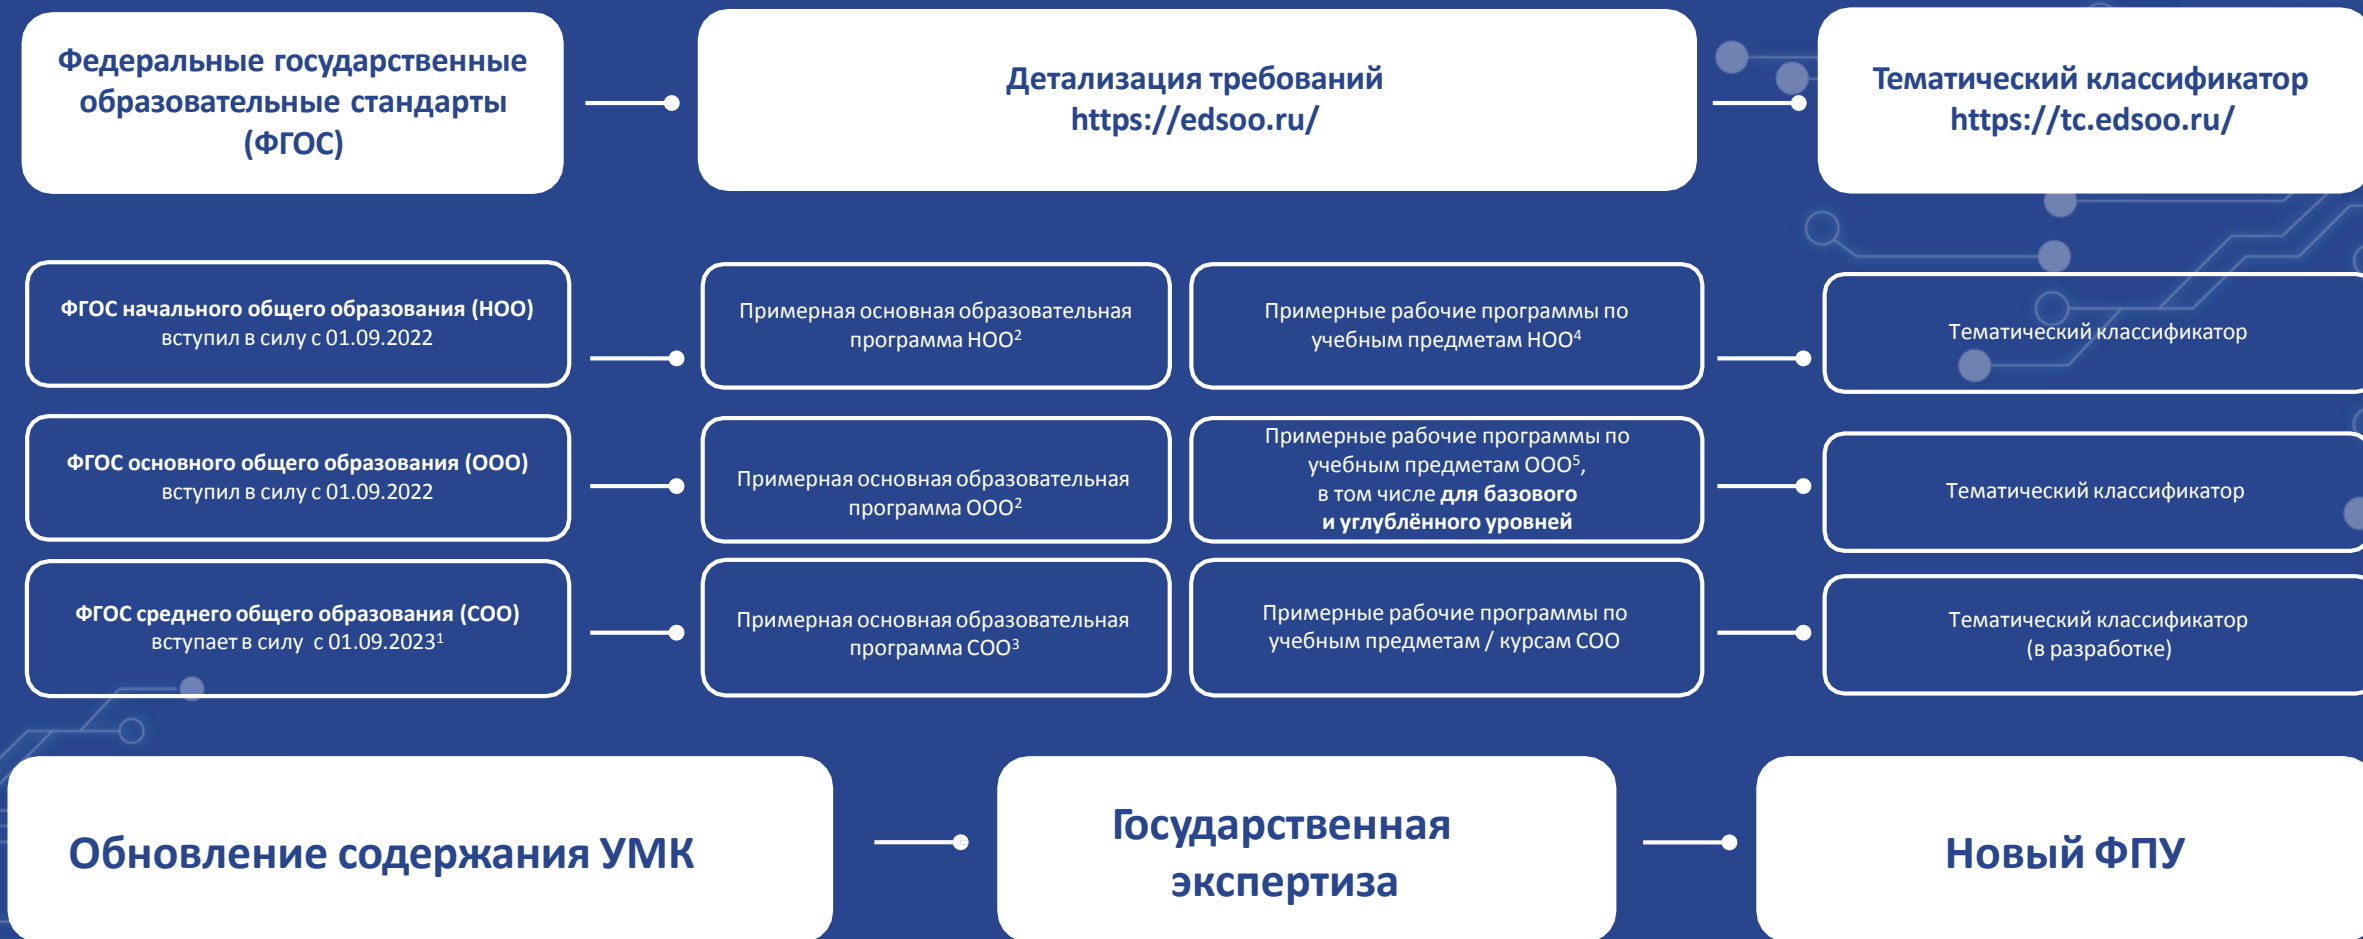 Федеральные государственные
образовательные стандарты
(ФГОС)
Детализация требований
https://edsoo.ru/
Тематический классификатор
https://tc.edsoo.ru/
ФГОС начального общего образования (НОО)
вступил в силу с 01.09.2022
Примерная основная образовательная
программа НОО²
Примерные рабочие программы по
учебным предметам НОО⁴
Тематический классификатор
ФГОС основного общего образования (ООО)
вступил в силу с 01.09.2022
Примерная основная образовательная
программа ООО²
Примерные рабочие программы по
учебным предметам ООО⁵,
в том числе для базового
и углублённого уровней
Тематический классификатор
ФГОС среднего общего образования (СОО)
вступает в силу с 01.09.2023¹
Примерная основная образовательная
программа СОО³
Примерные рабочие программы по
учебным предметам / курсам СОО
Тематический классификатор
(в разработке)
Обновление содержания УМК
Государственная
экспертиза
Новый ФПУ